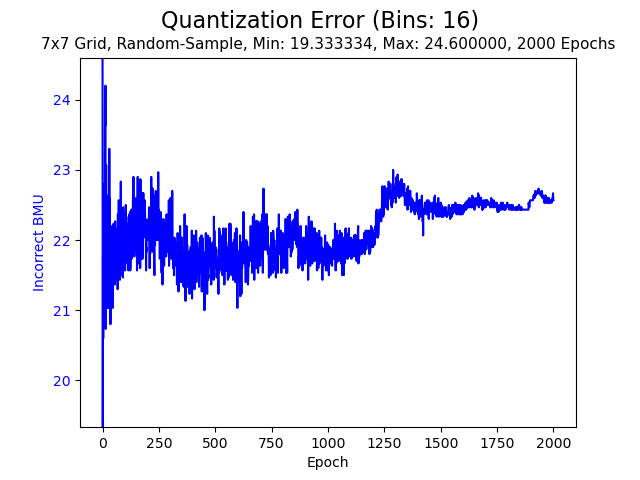 Quantization Error (Bins: 16)
7x7 Grid, Random-Sample, Min: 19.333334, Max: 24.600000, 2000 Epochs
24
23
22
21
20
Incorrect BMU
0 250 500 750 1000 1250 1500 1750 2000
Epoch